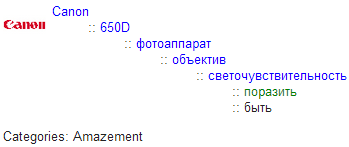 Canon
Canon
:: 650D
:: фотоаппарат
:: объектив
:: светочувствительность
:: поразить
:: быть
Categories: Amazement